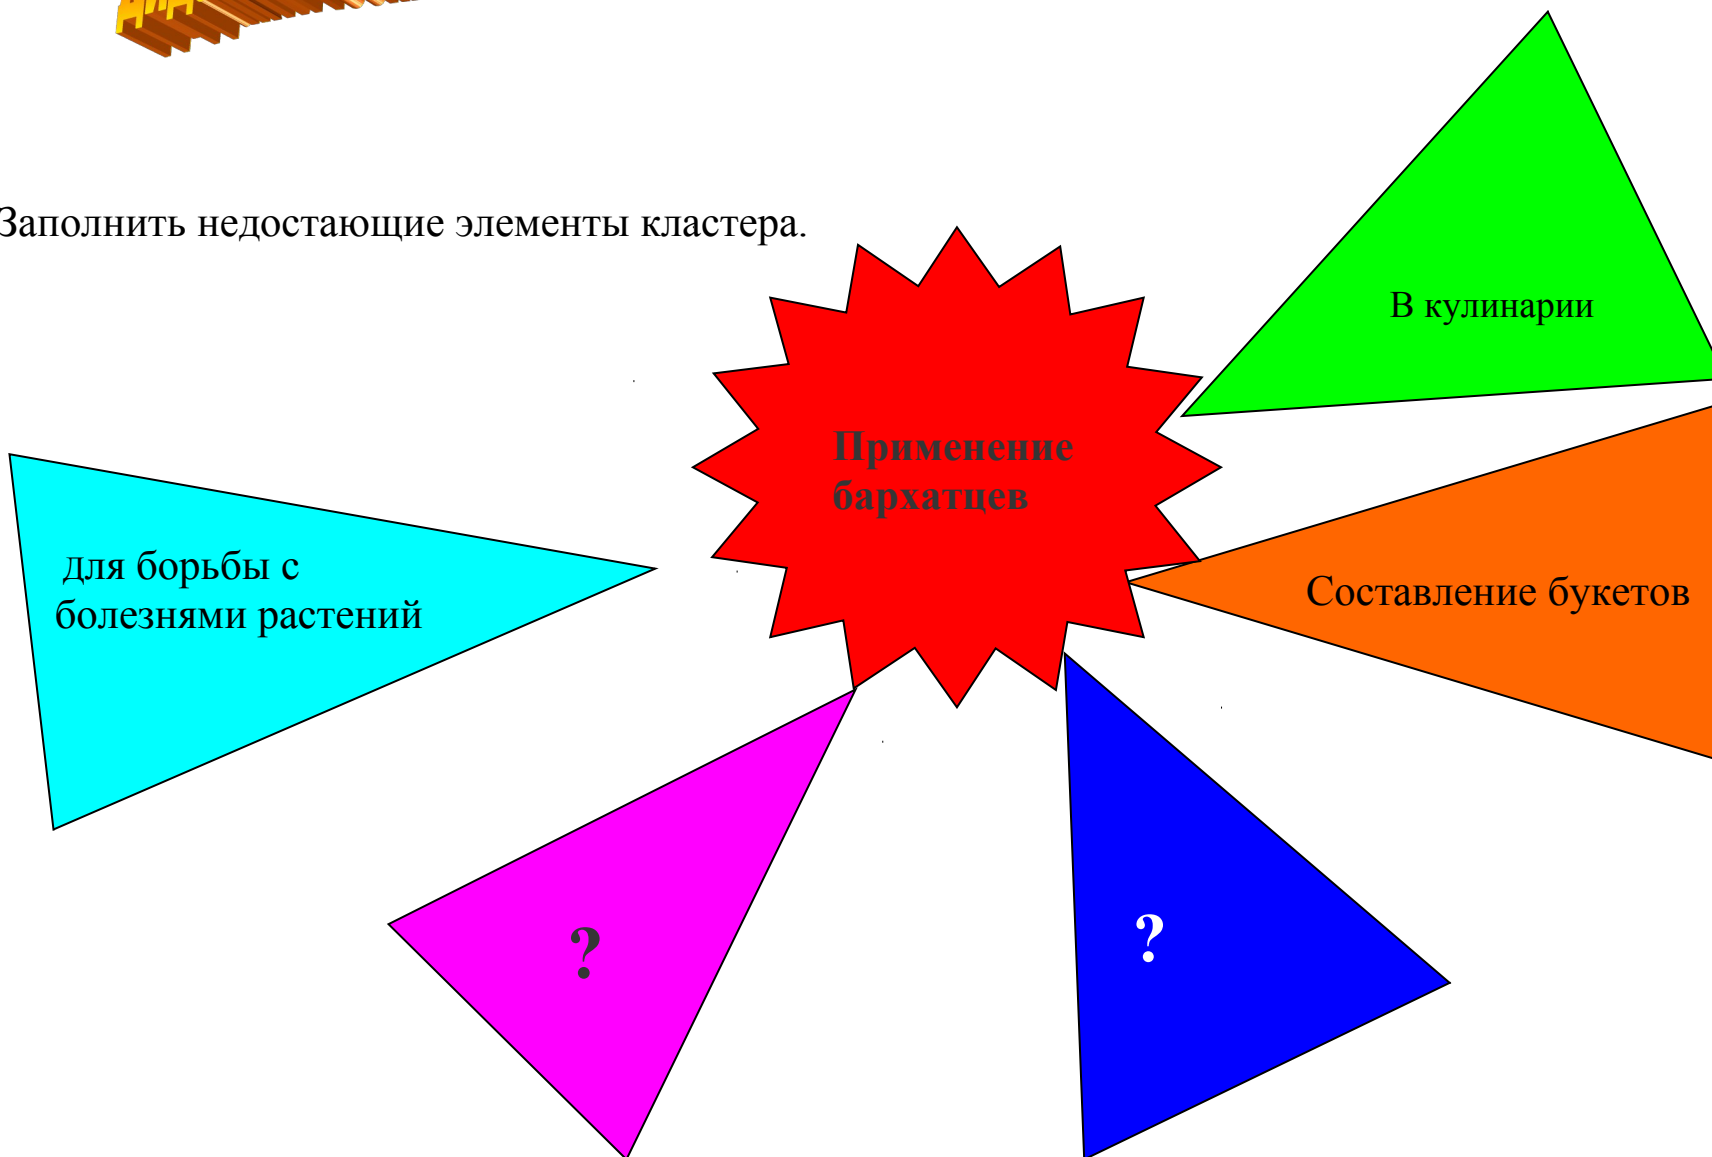 Заполнить недостающие элементы кластера.
В кулинарии
Применение
бархатцев
для борьбы с
болезнями растений
Составление букетов
?
?